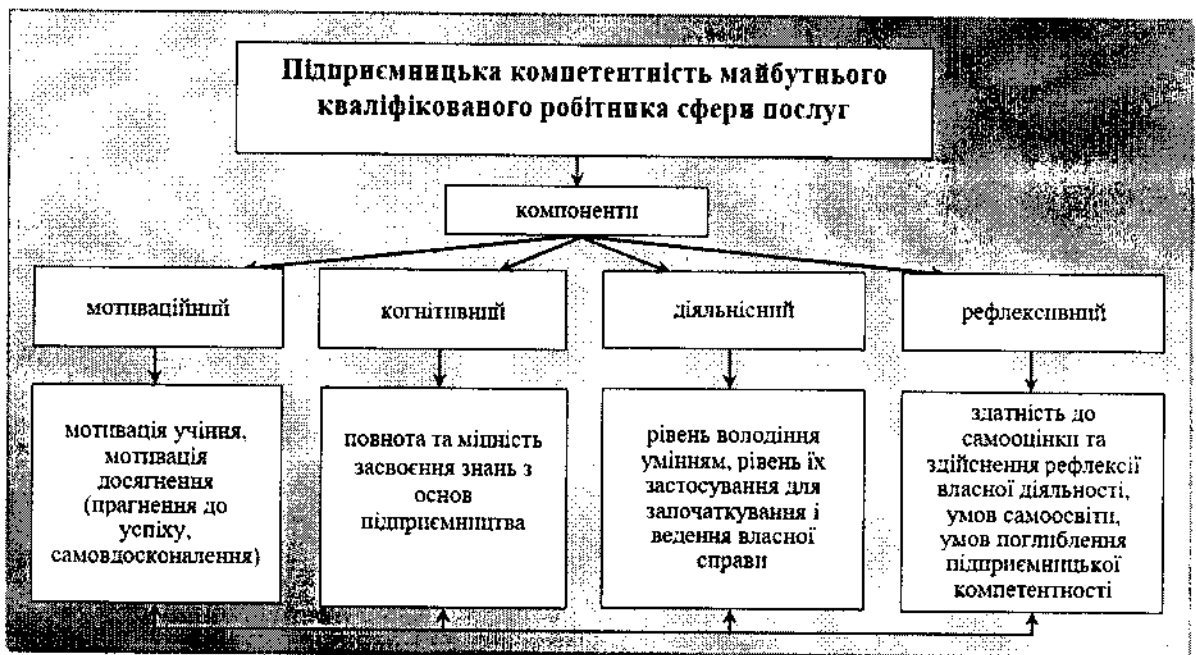 Підприємницька компетентність майбутнього
кваліфікованого робітника сфери послуг
компоненти
мотиваційний
когнітивний
діяльнісний
рефлексивний
мотивація учіння,
мотивація
досягнення
(прагнення до
успіху,
самовдосконалення)
повнота та міцність
засвоєння знань з
основ
підприємництва
рівень володіння
умінням, рівень їх
застосування для
започаткування і
ведення власної
справи
здатність до
самооцінки та
здійснення рефлексії
власної діяльності,
умов самоосвіти,
умов поглиблення
підприємницької
компетентності